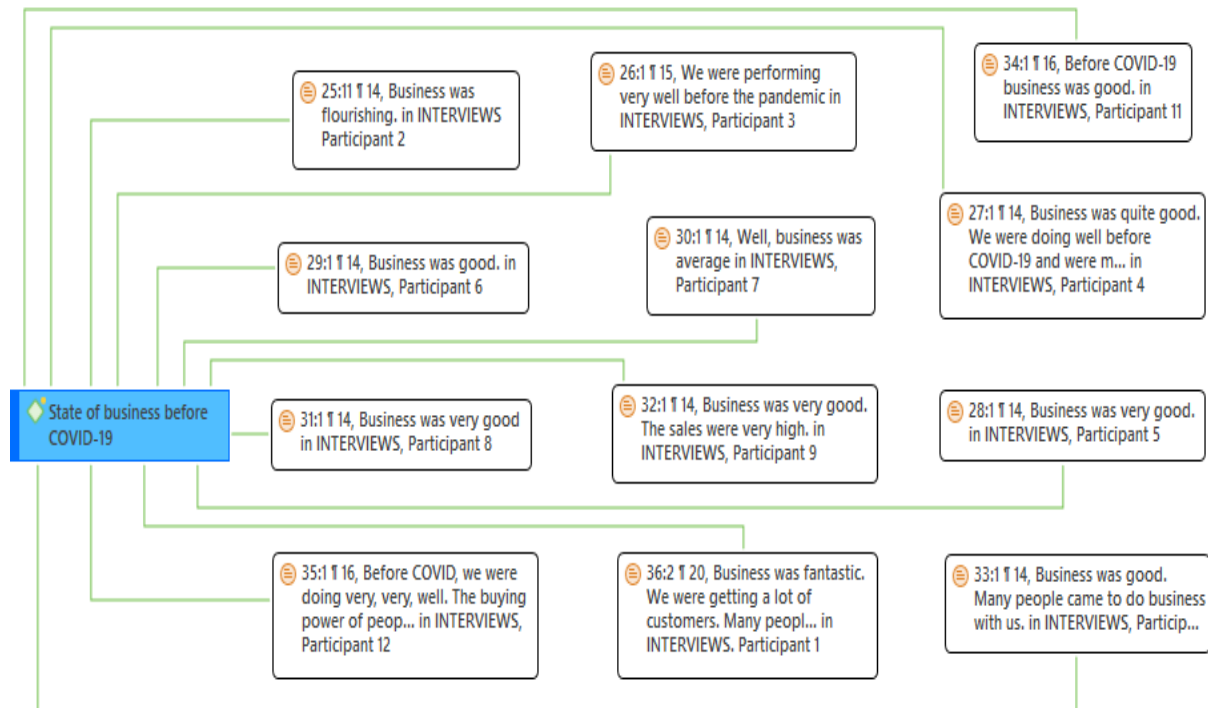 25:11 ¶ 14, Business was
flourishing. in INTERVIEWS
Participant 2
26:1 ¶ 15, We were performing
very well before the pandemic in
INTERVIEWS, Participant 3
34:1 ¶ 16, Before COVID-19
business was good. in
INTERVIEWS, Participant 11
29:1 ¶ 14, Business was good. in
INTERVIEWS, Participant 6
30:1 ¶ 14, Well, business was
average in INTERVIEWS,
Participant 7
27:1 ¶ 14, Business was quite good.
We were doing well before
COVID-19 and were m... in
INTERVIEWS, Participant 4
State of business before
COVID-19
31:1 ¶ 14, Business was very good
in INTERVIEWS, Participant 8
32:1 ¶ 14, Business was very good.
The sales were very high. in
INTERVIEWS, Participant 9
28:1 ¶ 14, Business was very good.
in INTERVIEWS, Participant 5
35:1 ¶ 16, Before COVID, we were
doing very, very, well. The buying
power of peop... in INTERVIEWS,
Participant 12
36:2 ¶ 20, Business was fantastic.
We were getting a lot of
customers. Many peopl... in
INTERVIEWS. Participant 1
33:1 ¶ 14, Business was good.
Many people came to do business
with us. in INTERVIEWS, Particip...